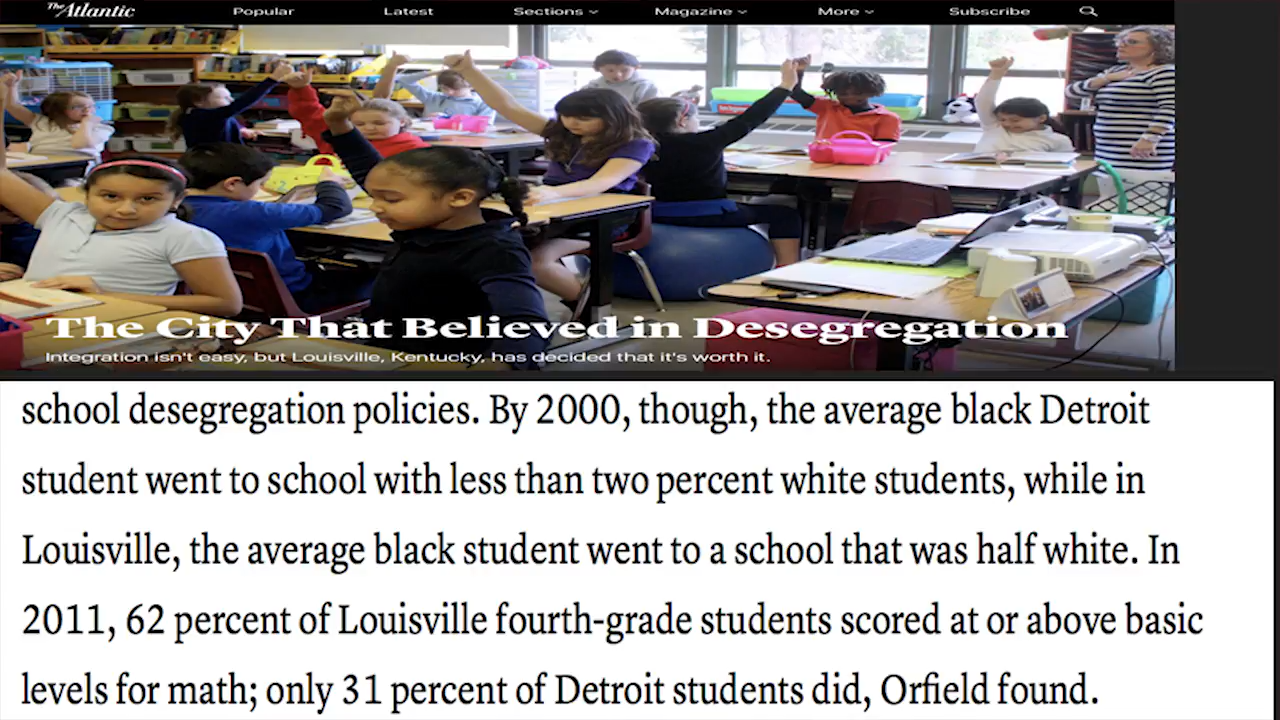 The Atlantic Popular Latest Sections Magazine More Subscribe
The City That Believed in Desegregation
Integration isn't easy, but Louisville, Kentucky, has decided that it's worth it.
school desegregation policies. By 2000, though, the average black Detroit
student went to school with less than two percent white students, while in
Louisville, the average black student went to a school that was half white. In
2011, 62 percent of Louisville fourth-grade students scored at or above basic
levels for math; only 31 percent of Detroit students did, Orfield found.